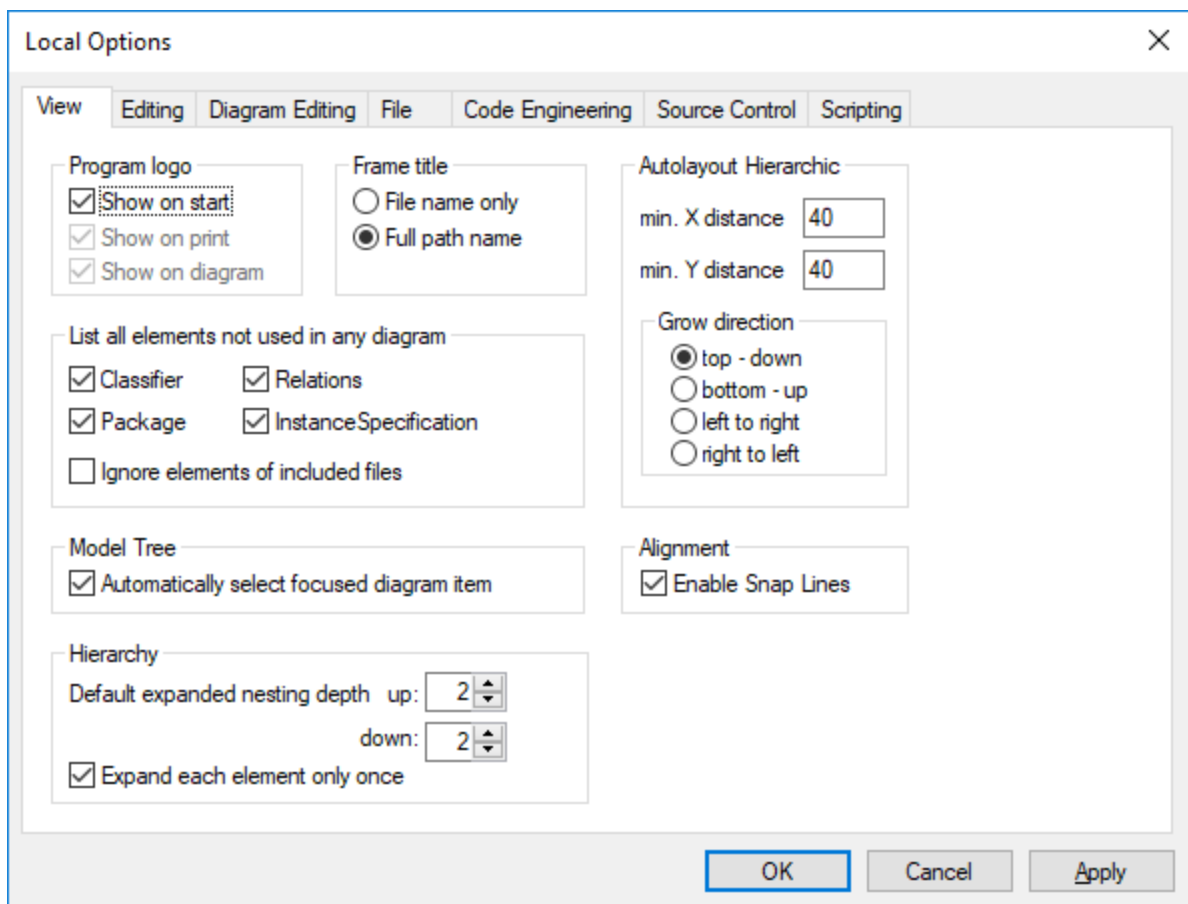 Local Options
View Editing Diagram Editing File Code Engineering Source Control Scripting
Program logo
Show on start
Show on print
Show on diagram
Frame title
File name only
Full path name
Autolayout Hierarchic
min. X distance 40
min. Y distance 40
Grow direction
top - down
bottom - up
left to right
right to left
List all elements not used in any diagram
Classifier Relations
Package InstanceSpecification
Ignore elements of included files
Model Tree
Automatically select focused diagram item
Alignment
Enable Snap Lines
Hierarchy
Default expanded nesting depth up: 2
down: 2
Expand each element only once
OK Cancel Apply